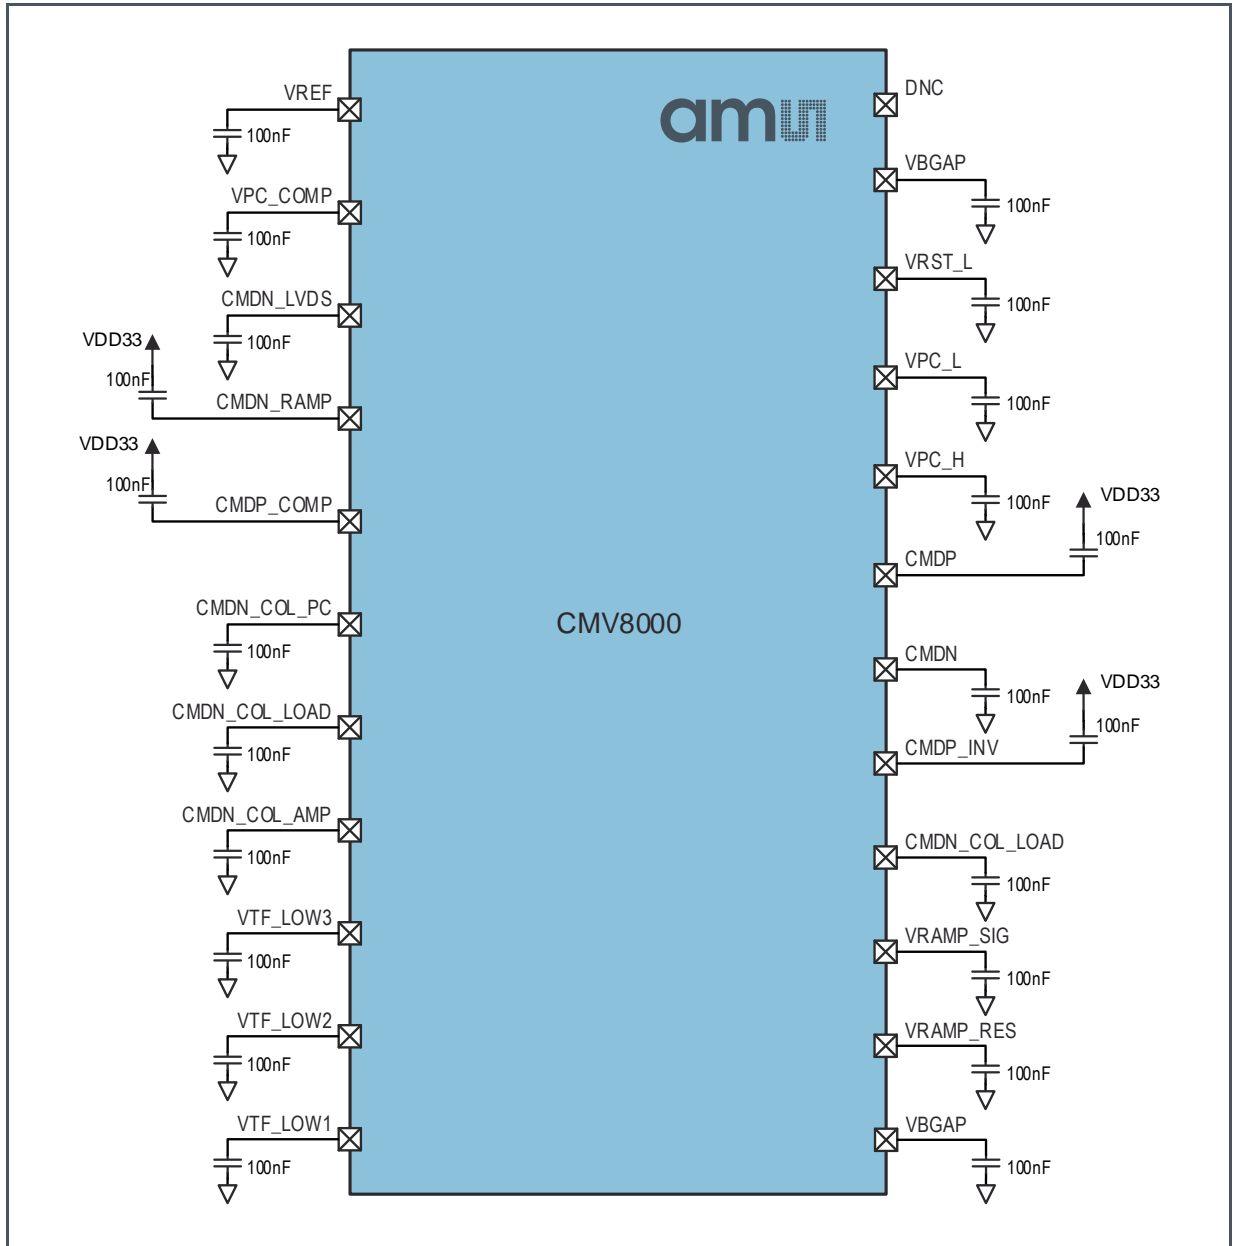 VREF
100nF
VPC_COMP
100nF
CMDN_LVDS
100nF
VDD33
100nF
CMDN_RAMP
VDD33
100nF
CMDP_COMP
CMDN_COL_PC
100nF
CMDN_COL_LOAD
100nF
CMDN_COL_AMP
100nF
VTF_LOW3
100nF
VTF_LOW2
100nF
VTF_LOW1
100nF
am
CMV8000
DNC
VBGAP
100nF
VRST_L
100nF
VPC_L
100nF
VPC_H
100nF
VDD33
100nF
CMDP
CMDN
100nF
VDD33
100nF
CMDP_INV
CMDN_COL_LOAD
100nF
VRAMP_SIG
100nF
VRAMP_RES
100nF
VBGAP
100nF